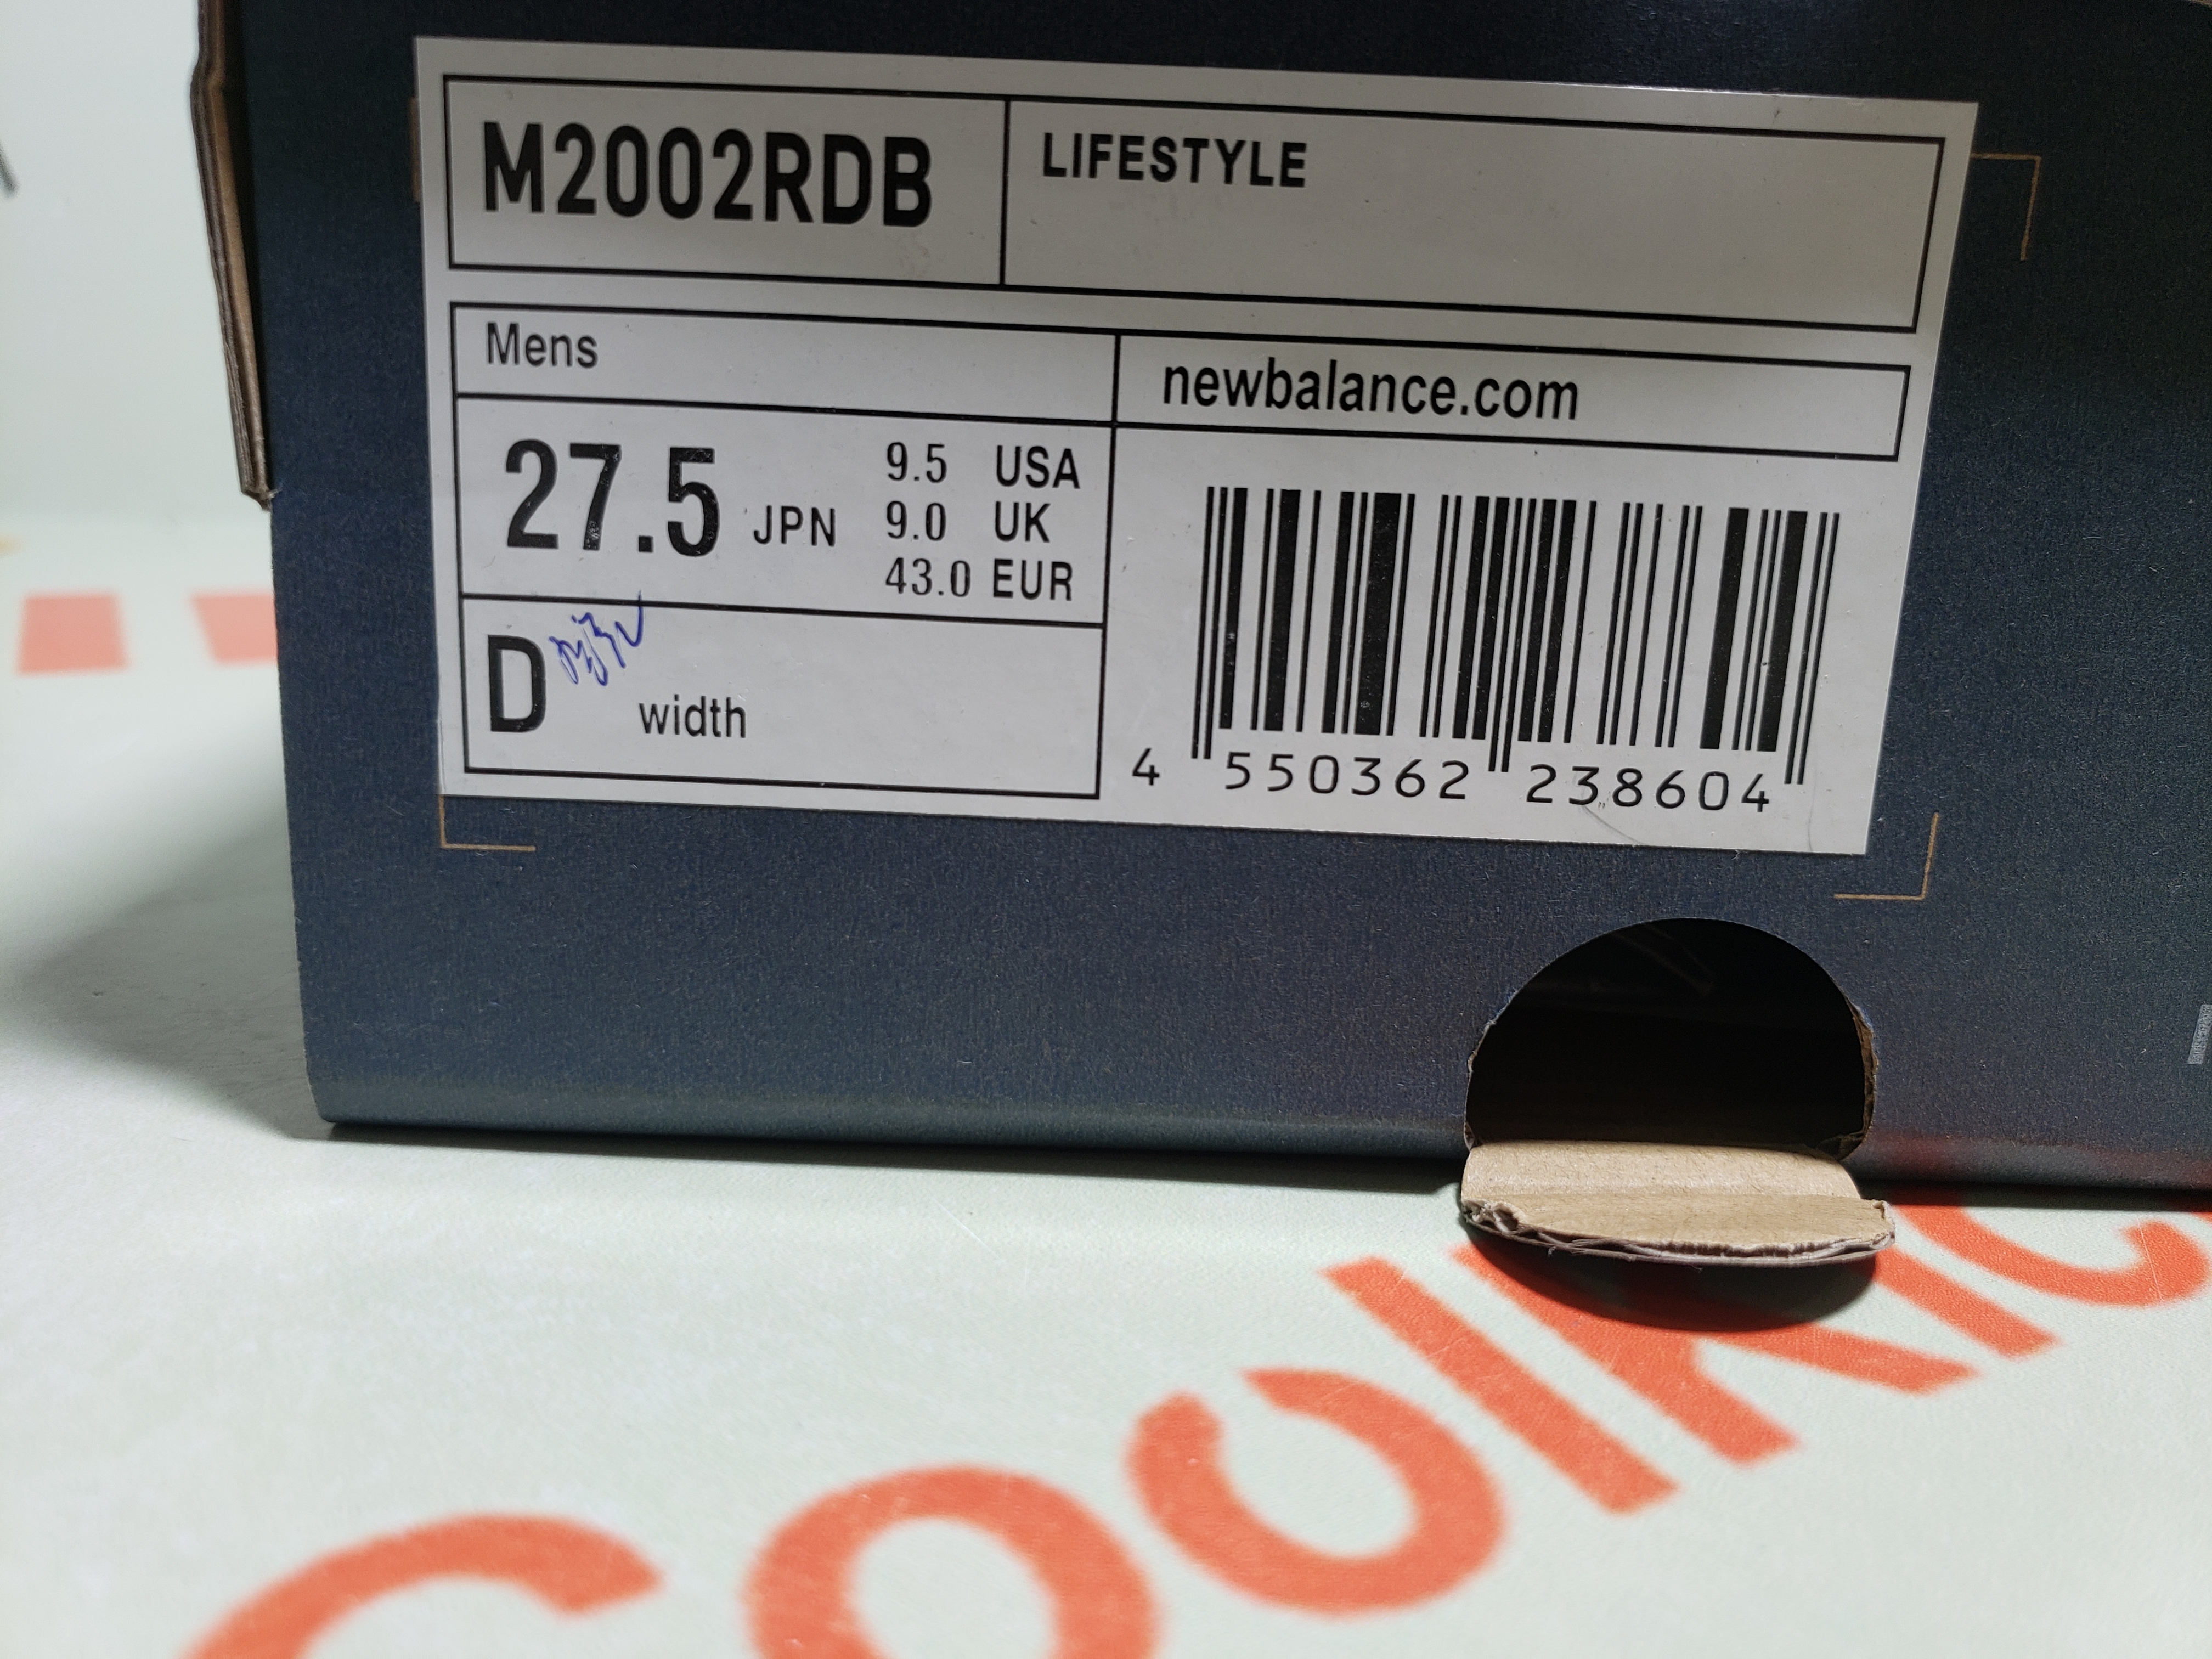 M2002RDB
LIFESTYLE
Mens
newbalance.com
27.5 JPN
9.5 USA
9.0 UK
43.0 EUR
D width
4 550362 238604